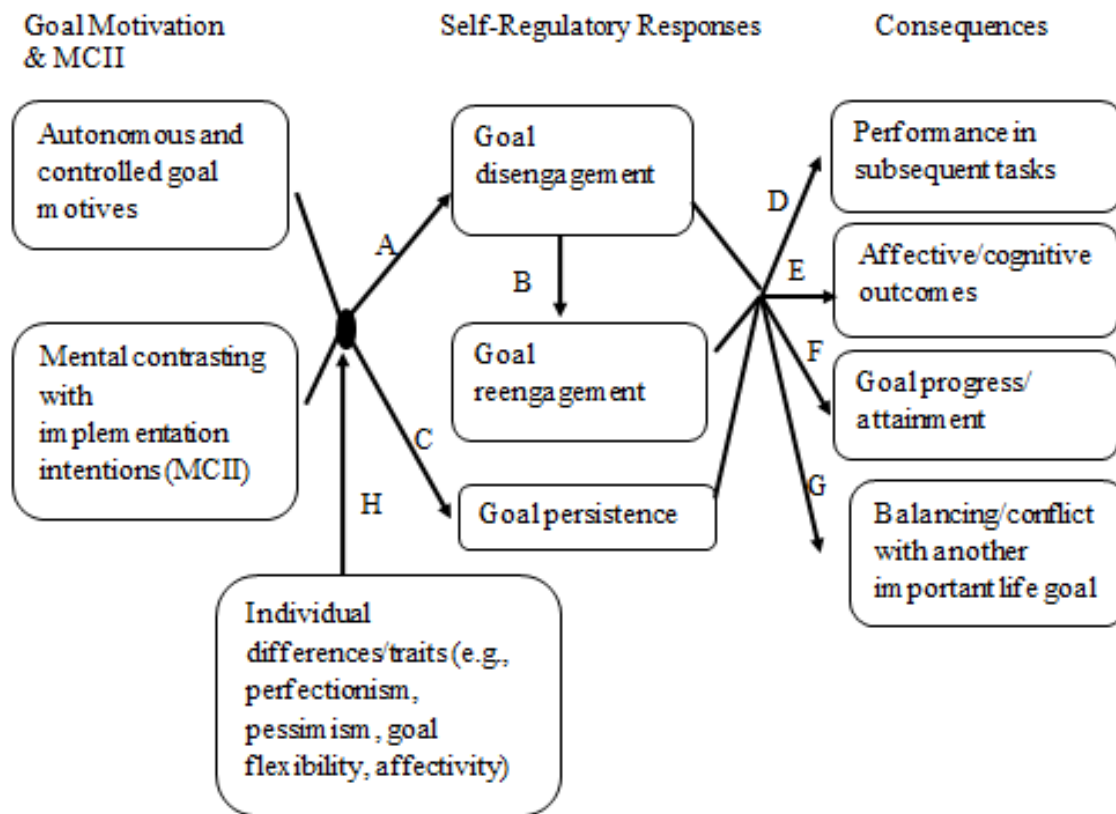 Goal Motivation
& MCII
Self-Regulatory Responses
Consequences
Autonomous and
controlled goal
motives
Mental contrasting
with
implementation
intentions (MCII)
Individual
differences/traits (e.g.,
perfectionism,
pessimism, goal
flexibility, affectivity)
H
A
C
Goal
disengagement
B
Goal
reengagement
Goal persistence
D
E
F
G
Performance in
subsequent tasks
Affective/cognitive
outcomes
Goal progress/
attainment
Balancing/conflict
with another
important life goal